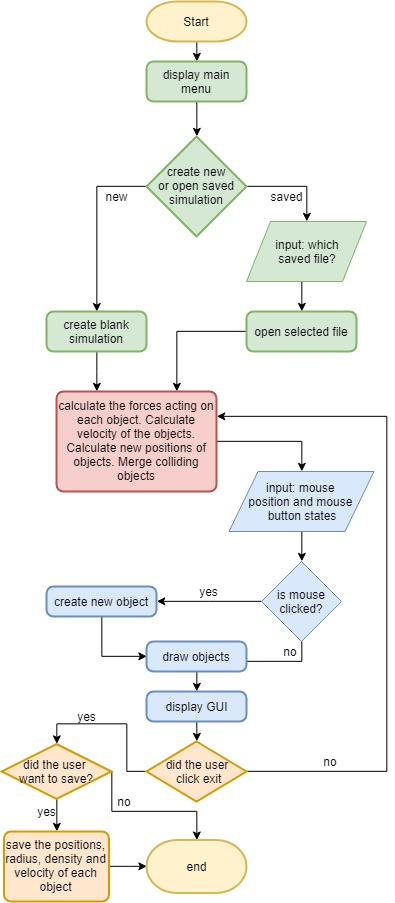 Start
display main
menu
create new
or open saved
simulation
new
saved
input: which
saved file?
create blank
simulation
open selected file
calculate the forces acting on
each object. Calculate
velocity of the objects.
Calculate new positions of
objects. Merge colliding
objects
input: mouse
position and mouse
button states
is mouse
clicked?
yes
create new object
no
draw objects
display GUI
yes
did the user
click exit
no
did the user
want to save?
no
yes
save the positions,
radius, density and
velocity of each
object
end